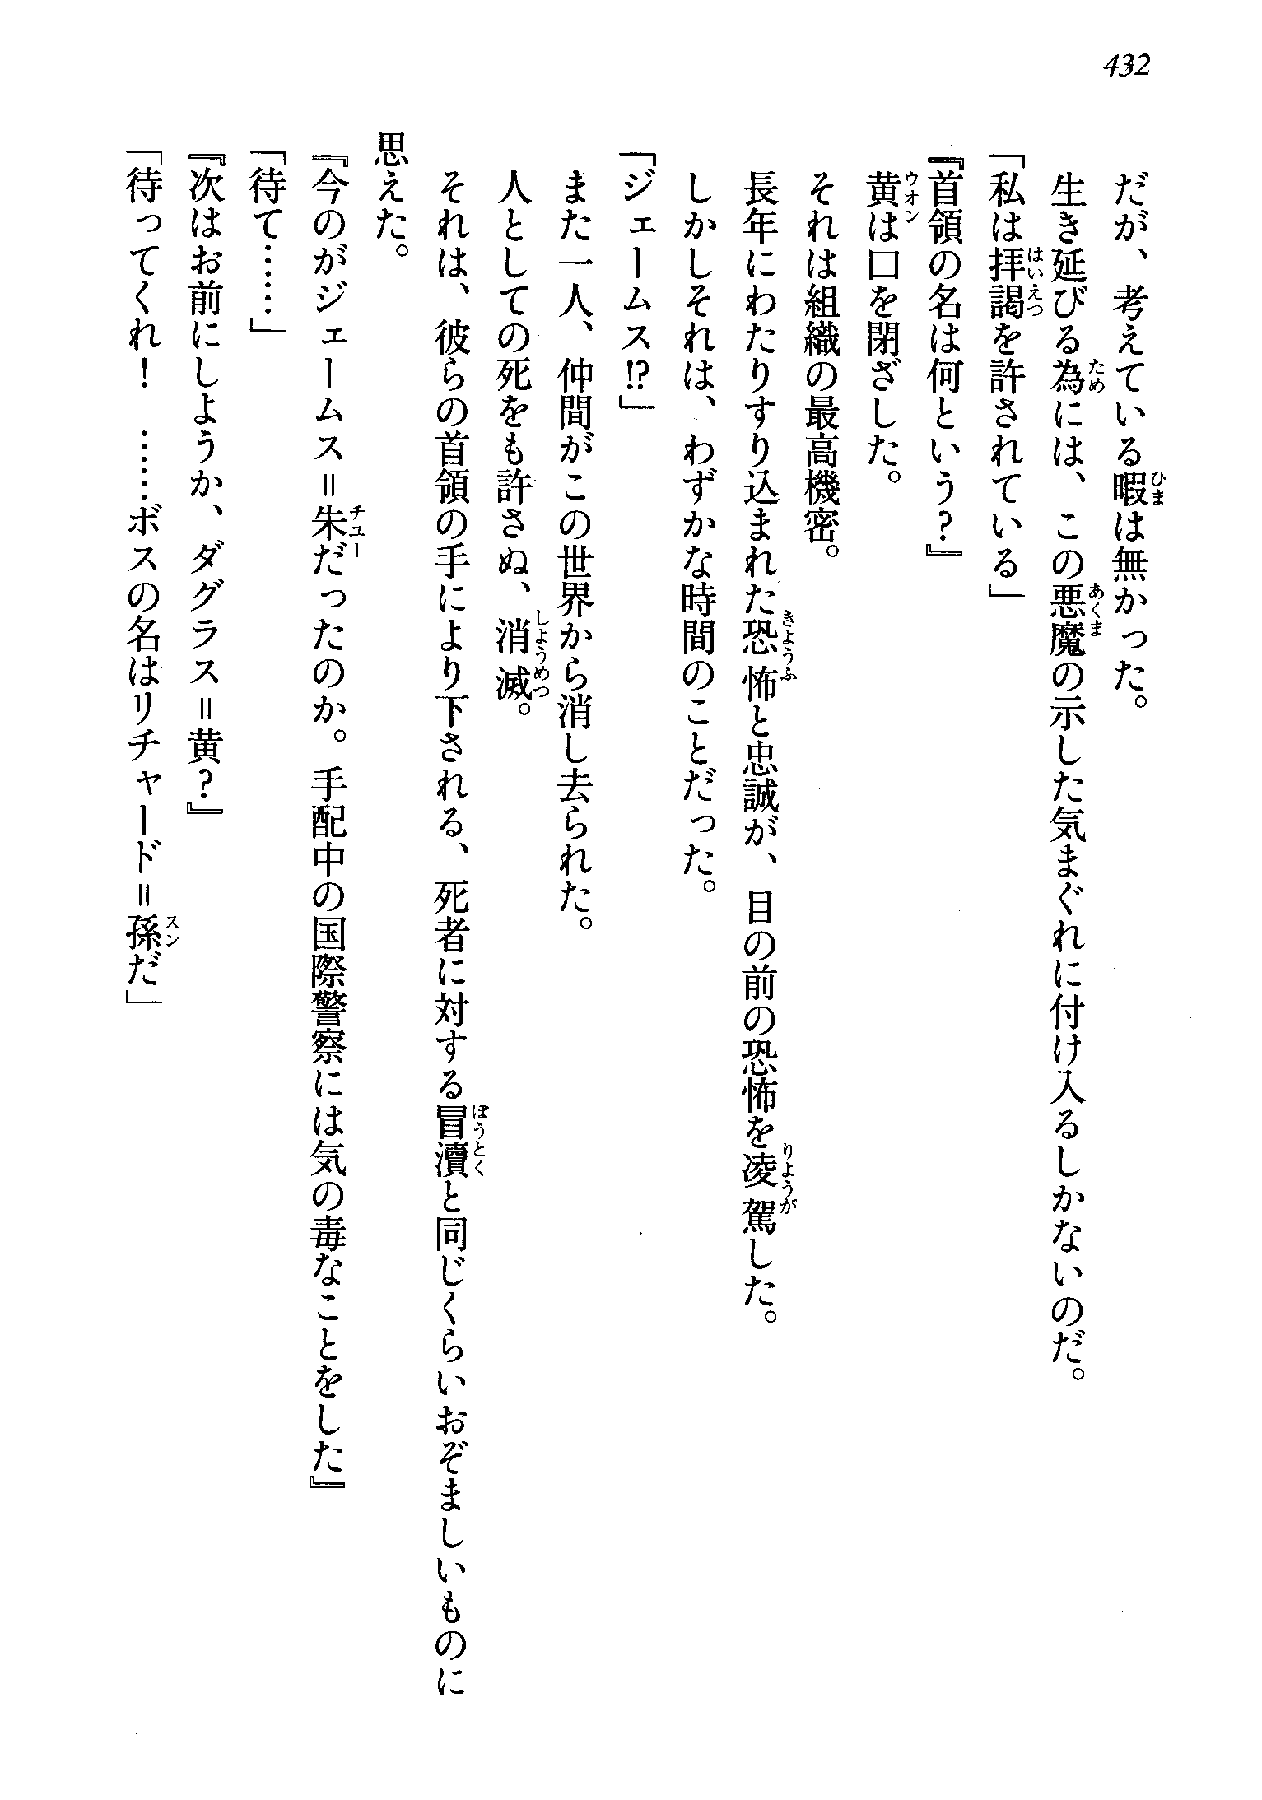 432
だが、考えている暇は無かった。
生き延びる為には、この悪魔の示した気まぐれに付け入るしかないのだ。
「私は拝謁を許されている」
『首領の名は何という?』
黄は口を閉ざした。
それは組織の最高機密。
長年にわたりすり込まれた恐怖と忠誠が、目の前の恐怖を凌駕した。
しかしそれは、わずかな時間のことだった。
「ジェームス!?」
また一人、仲間がこの世界から消し去られた。
人としての死をも許さぬ、消滅。
それは、彼らの首領の手により下される、死者に対する冒瀆と同じくらいおぞましいものに
思えた。
『今のがジェームス=朱だったのか。手配中の国際警察には気の毒なことをした』
「待て……」
『次はお前にしようか、ダグラス=黄?』
「待ってくれ! ……ボスの名はリチャード=孫だ」